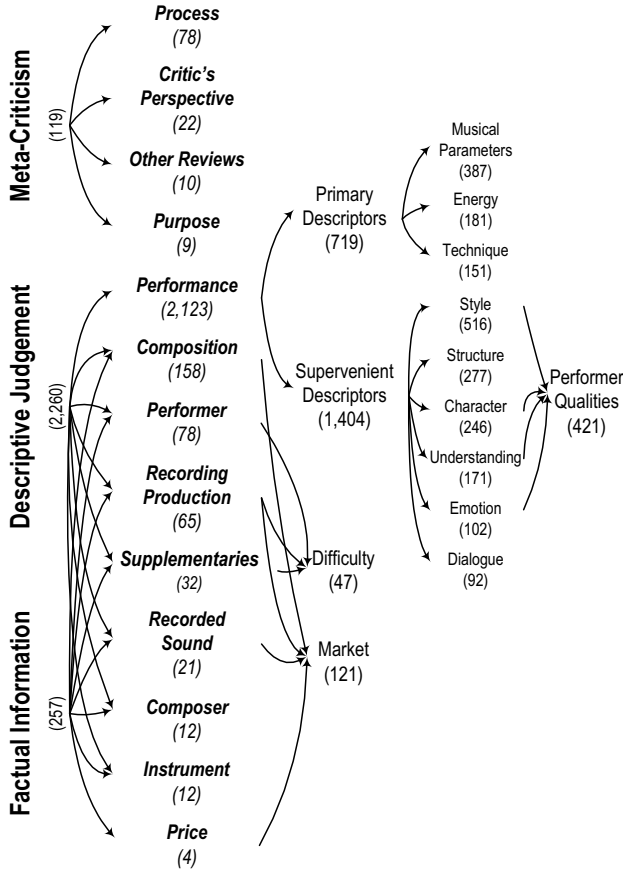 Meta-Criticism
(119)
Process
(78)
Critic's
Perspective
(22)
Other Reviews
(10)
Purpose
(9)
Descriptive Judgement
(2,260)
Factual Information
(257)
Performance
(2,123)
Composition
(158)
Performer
(78)
Recording
Production
(65)
Supplementaries
(32)
Recorded
Sound
(21)
Composer
(12)
Instrument
(12)
Price
(4)
Primary
Descriptors
(719)
Supervenient
Descriptors
(1,404)
Difficulty
(47)
Market
(121)
Musical
Parameters
(387)
Energy
(181)
Technique
(151)
Style
(516)
Structure
(277)
Character
(246)
Understanding
(171)
Emotion
(102)
Dialogue
(92)
Performer
Qualities
(421)